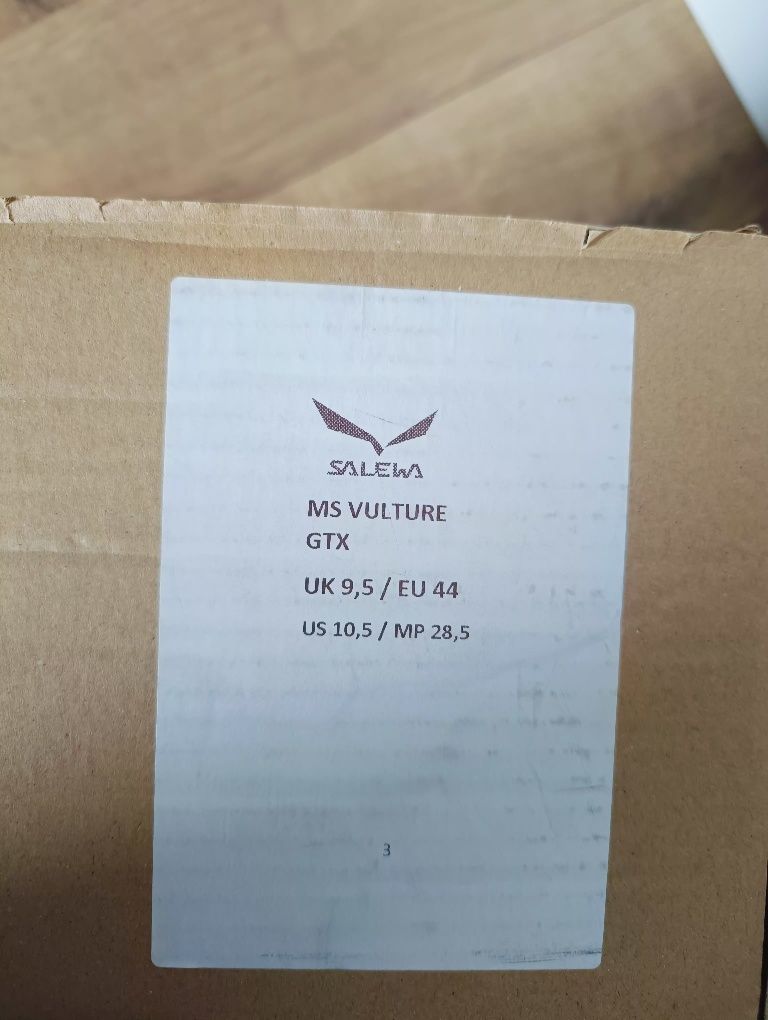 SALEWA
MS VULTURE
GTX
UK 9,5 / EU 44
US 10,5 / MP 28,5
3